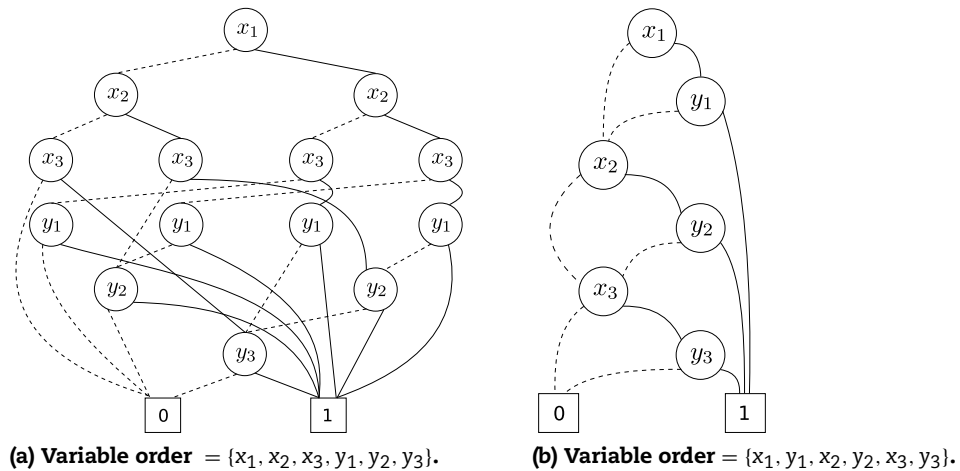 x₁
x₁
x₂ x₂
y₁
x₃ x₃ x₃ x₃
x₂
y₁ y₁ y₁ y₁
y₂
y₂ y₂
x₃
y₃
y₃
0 1
0 1
(a) Variable order = {x₁, x₂, x₃, y₁, y₂, y₃}.
(b) Variable order = {x₁, y₁, x₂, y₂, x₃, y₃}.